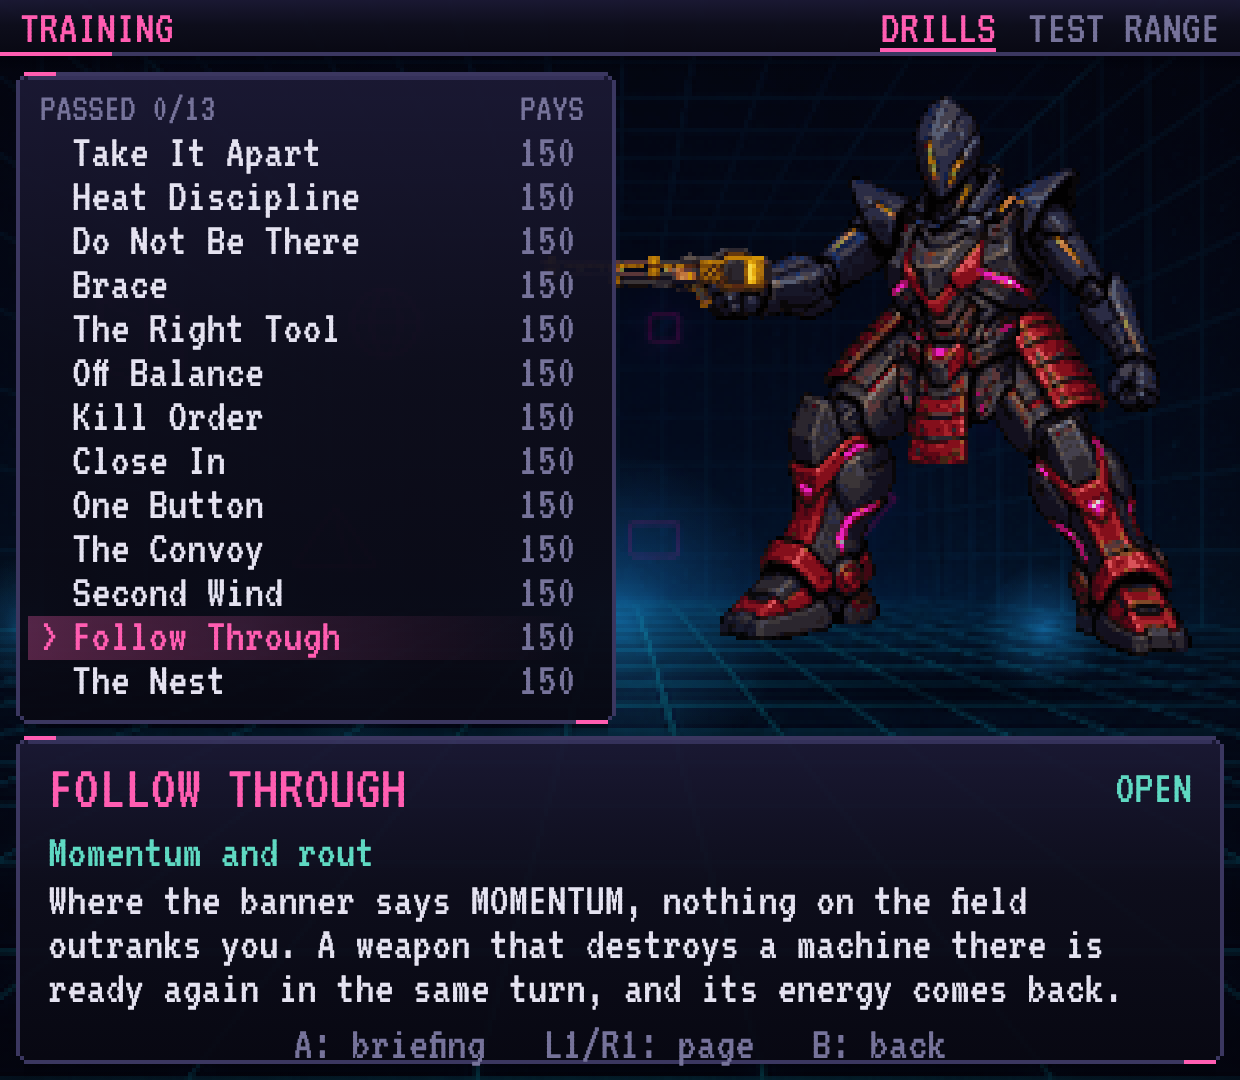 TRAINING
DRILLS TEST RANGE
PASSED 0/13 PAYS
Take It Apart 150
Heat Discipline 150
Do Not Be There 150
Brace 150
The Right Tool 150
Off Balance 150
Kill Order 150
Close In 150
One Button 150
The Convoy 150
Second Wind 150
> Follow Through 150
The Nest 150
FOLLOW THROUGH OPEN
Momentum and rout
Where the banner says MOMENTUM, nothing on the field
outranks you. A weapon that destroys a machine there is
ready again in the same turn, and its energy comes back.
A: briefing L1/R1: page B: back